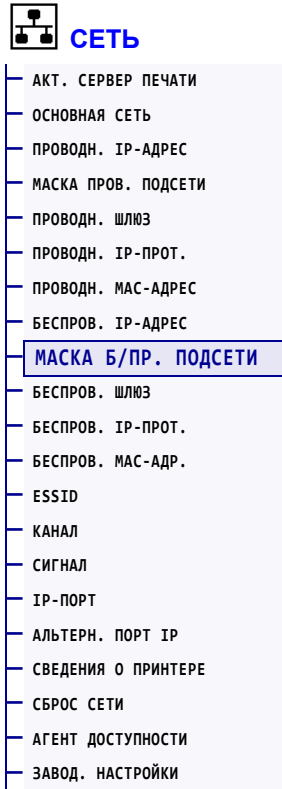 СЕТЬ
АКТ. СЕРВЕР ПЕЧАТИ
ОСНОВНАЯ СЕТЬ
ПРОВОДН. IP-АДРЕС
МАСКА ПРОВ. ПОДСЕТИ
ПРОВОДН. ШЛЮЗ
ПРОВОДН. IP-ПРОТ.
ПРОВОДН. MAC-АДРЕС
БЕСПРОВ. IP-АДРЕС
МАСКА Б/ПР. ПОДСЕТИ
БЕСПРОВ. ШЛЮЗ
БЕСПРОВ. IP-ПРОТ.
БЕСПРОВ. MAC-АДР.
ESSID
КАНАЛ
СИГНАЛ
IP-ПОРТ
АЛЬТЕРН. ПОРТ IP
СВЕДЕНИЯ О ПРИНТЕРЕ
СБРОС СЕТИ
АГЕНТ ДОСТУПНОСТИ
ЗАВОД. НАСТРОЙКИ